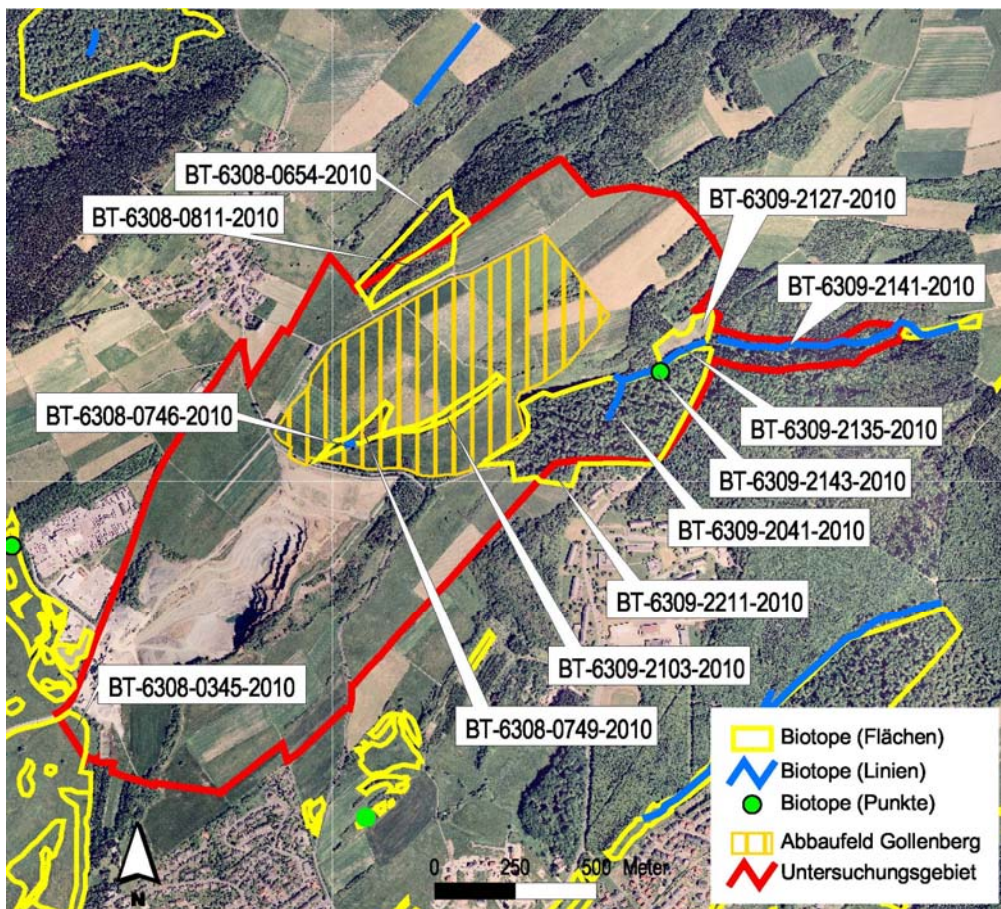 BT-6308-0654-2010
BT-6308-0811-2010
BT-6309-2127-2010
BT-6309-2141-2010
BT-6308-0746-2010
BT-6309-2135-2010
BT-6309-2143-2010
BT-6309-2041-2010
BT-6309-2211-2010
BT-6309-2103-2010
BT-6308-0345-2010
BT-6308-0749-2010
Biotope (Flächen)
Biotope (Linien)
Biotope (Punkte)
Abbaufeld Gollenberg
Untersuchungsgebiet
0 250 500 Meter
N